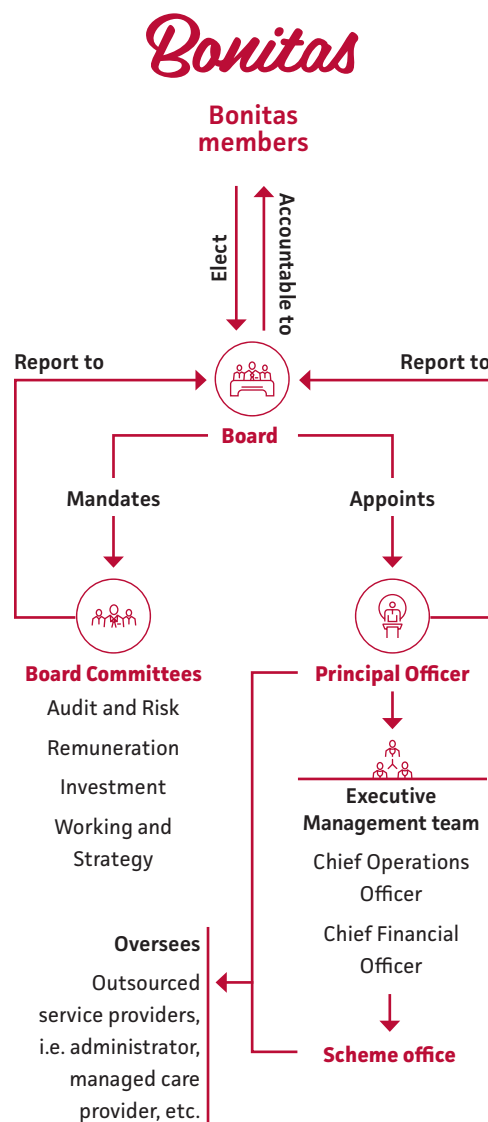 Bonitas
Bonitas
members
Elect
Accountable to
Report to
Report to
Board
Mandates
Appoints
Board Committees
Audit and Risk
Remuneration
Investment
Working and
Strategy
Principal Officer
Executive
Management team
Chief Operations
Officer
Chief Financial
Officer
Scheme office
Oversees
Outsourced
service providers,
i.e. administrator,
managed care
provider, etc.